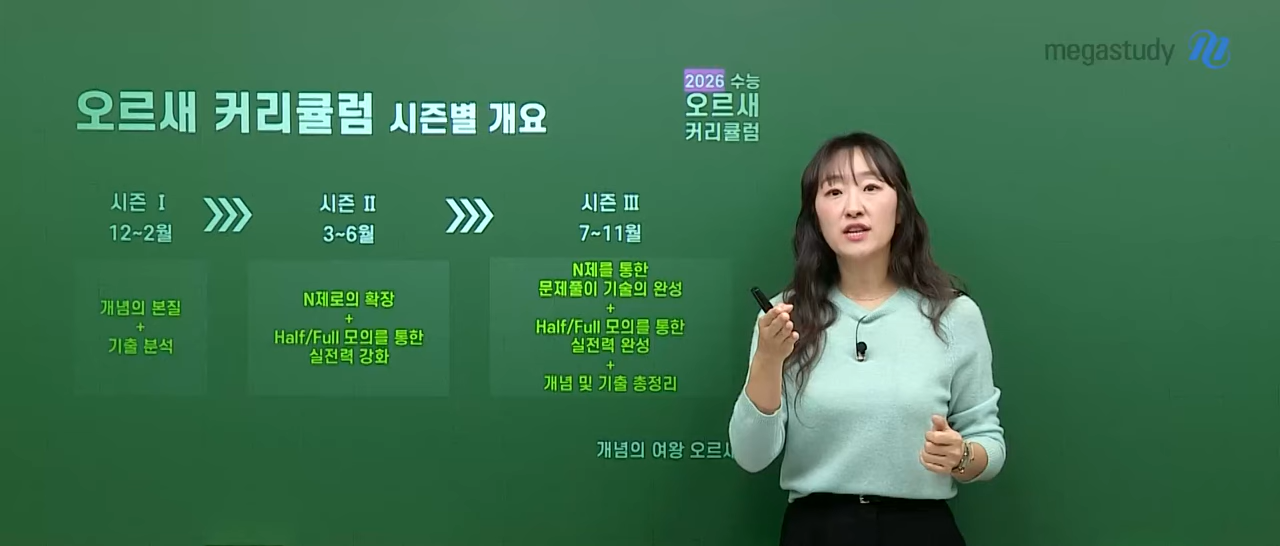 megastudy
2026 수능
오르새
커리큘럼
오르새 커리큘럼 시즌별 개요
시즌 Ⅰ
12~2월
개념의 본질
+
기출 분석
시즌 Ⅱ
3~6월
N제로의 확장
+
Half/Full 모의를 통한
실전력 강화
시즌 Ⅲ
7~11월
N제를 통한
문제풀이 기술의 완성
+
Half/Full 모의를 통한
실전력 완성
+
개념 및 기출 총정리
개념의 여왕 오르새